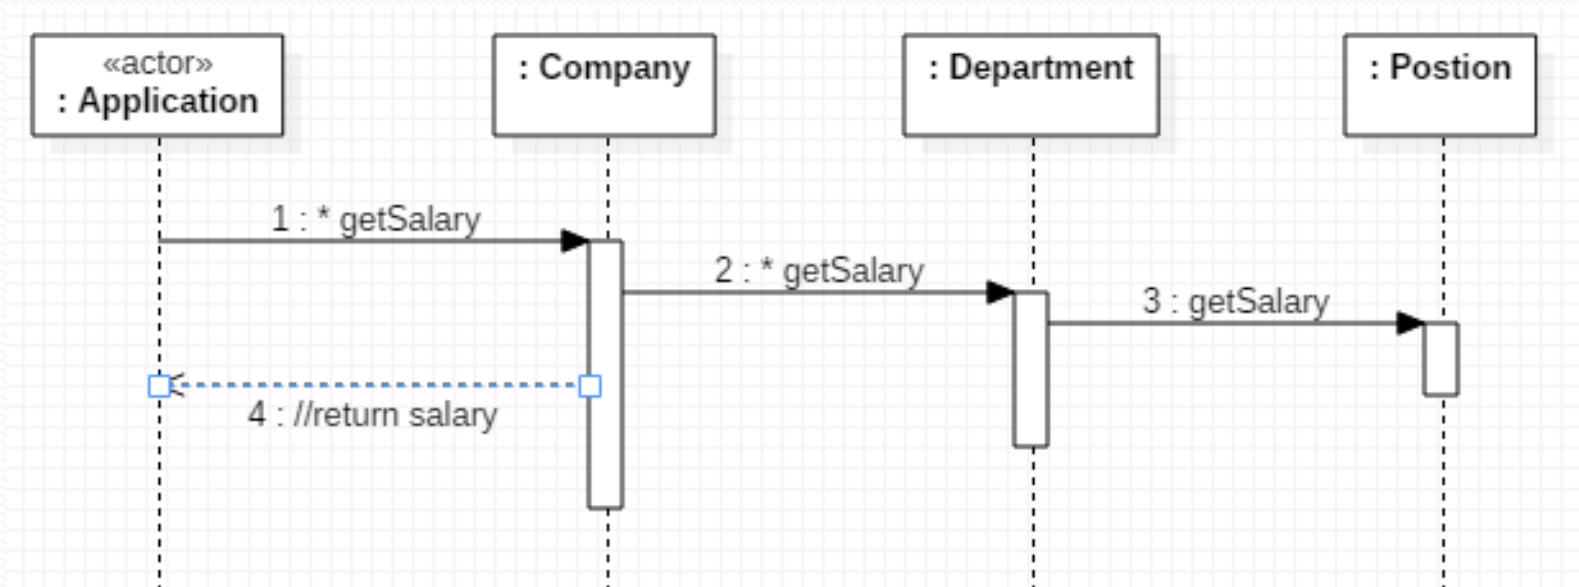 «actor»
: Application
: Company
: Department
: Postion
1 : * getSalary
2 : * getSalary
3 : getSalary
4 : //return salary